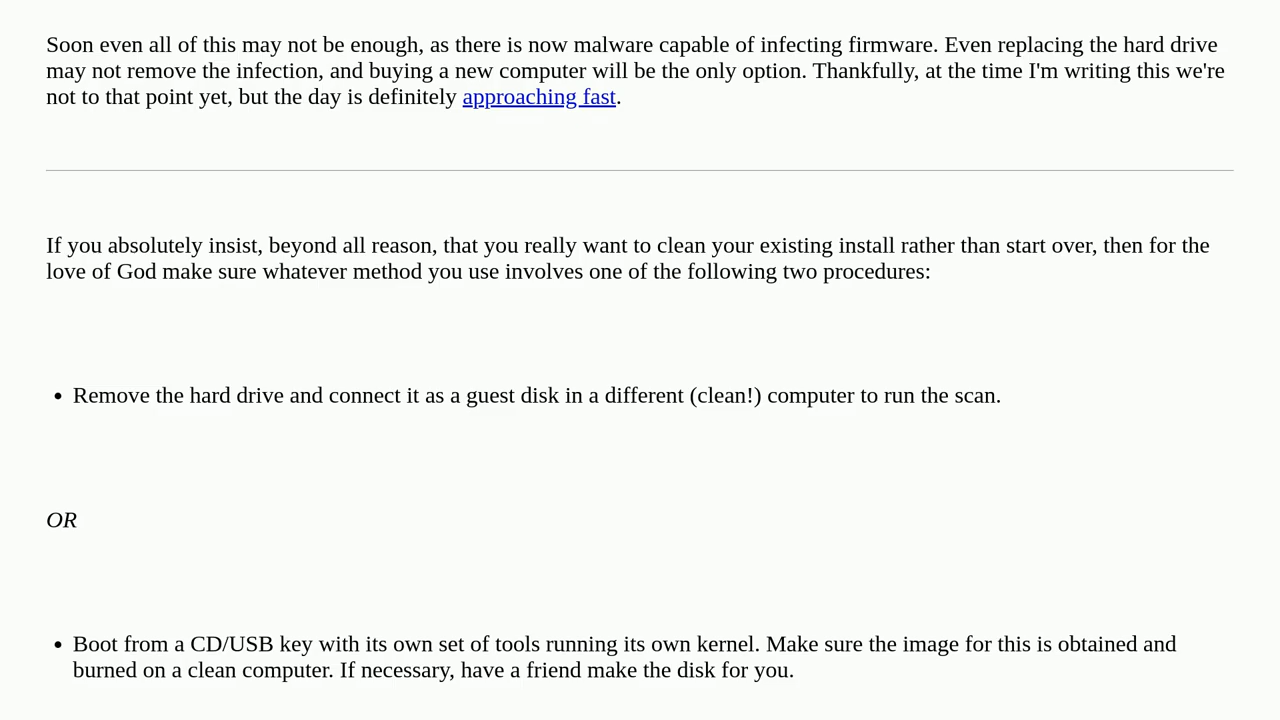 Soon even all of this may not be enough, as there is now malware capable of infecting firmware. Even replacing the hard drive
may not remove the infection, and buying a new computer will be the only option. Thankfully, at the time I'm writing this we're
not to that point yet, but the day is definitely approaching fast.
If you absolutely insist, beyond all reason, that you really want to clean your existing install rather than start over, then for the
love of God make sure whatever method you use involves one of the following two procedures:
• Remove the hard drive and connect it as a guest disk in a different (clean!) computer to run the scan.
OR
• Boot from a CD/USB key with its own set of tools running its own kernel. Make sure the image for this is obtained and
burned on a clean computer. If necessary, have a friend make the disk for you.